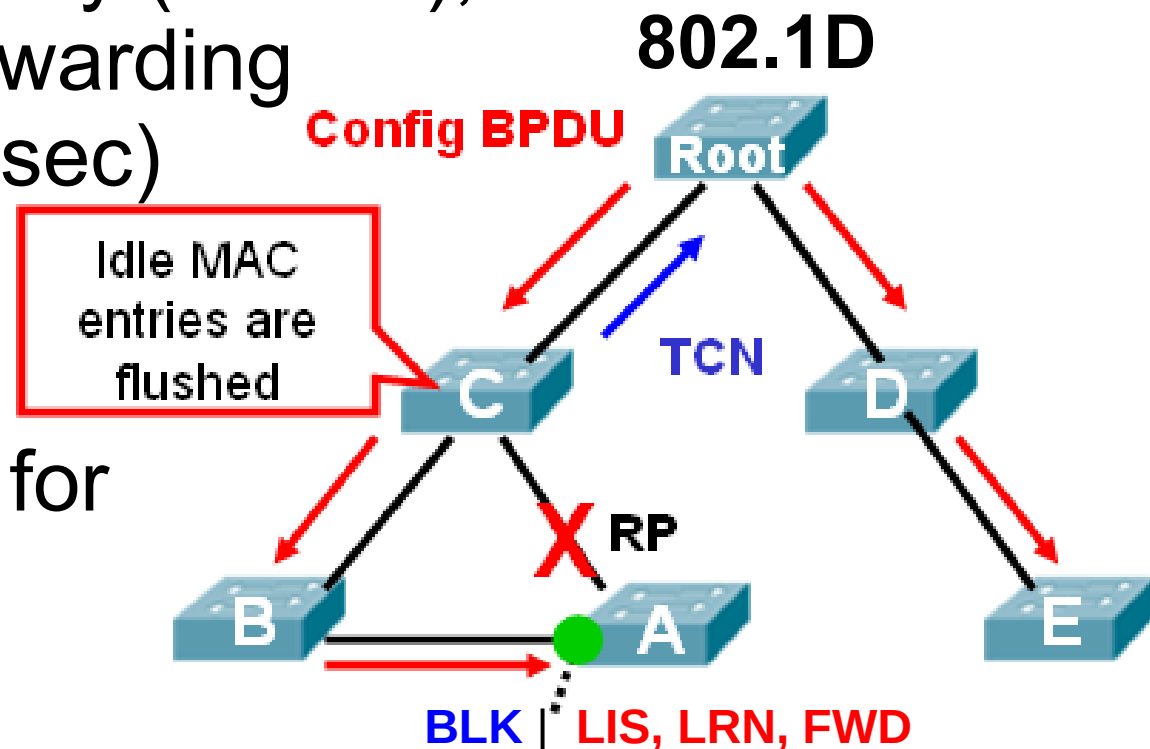 802.1D
warding
Config BPDU
Root
sec)
Idle MAC
entries are
flushed
TCN
C
D
for
X RP
B
A
E
BLK | LIS, LRN, FWD